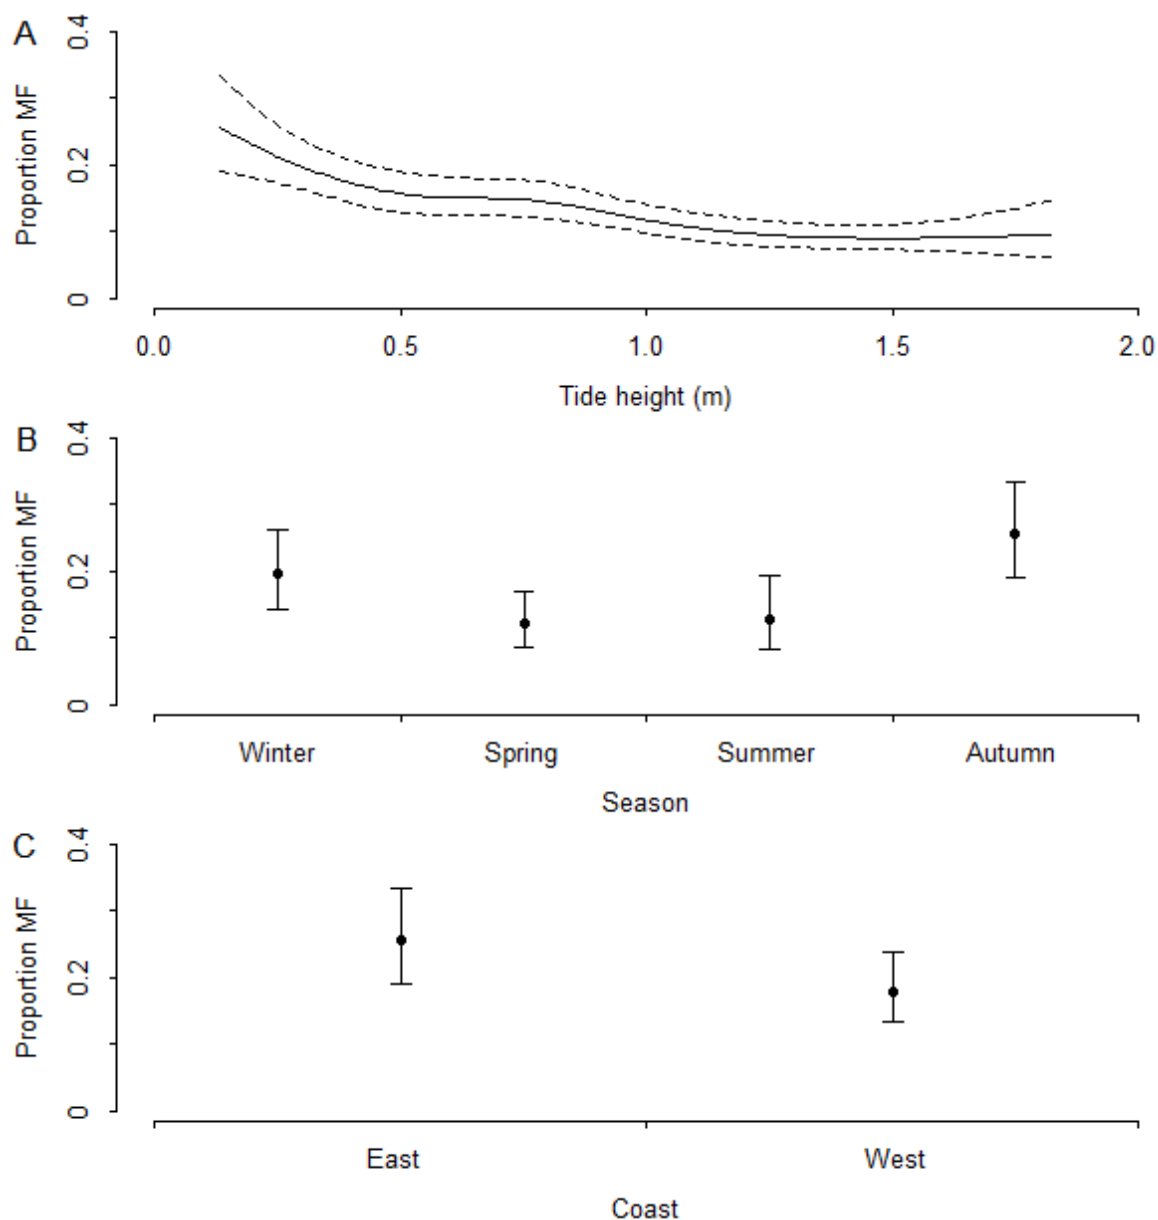 A
Proportion MF
0.4
0.2
0
0.0 0.5 1.0 1.5 2.0
Tide height (m)
B
Proportion MF
0.4
0.2
0
Winter Spring Summer Autumn
Season
C
Proportion MF
0.4
0.2
0
East West
Coast